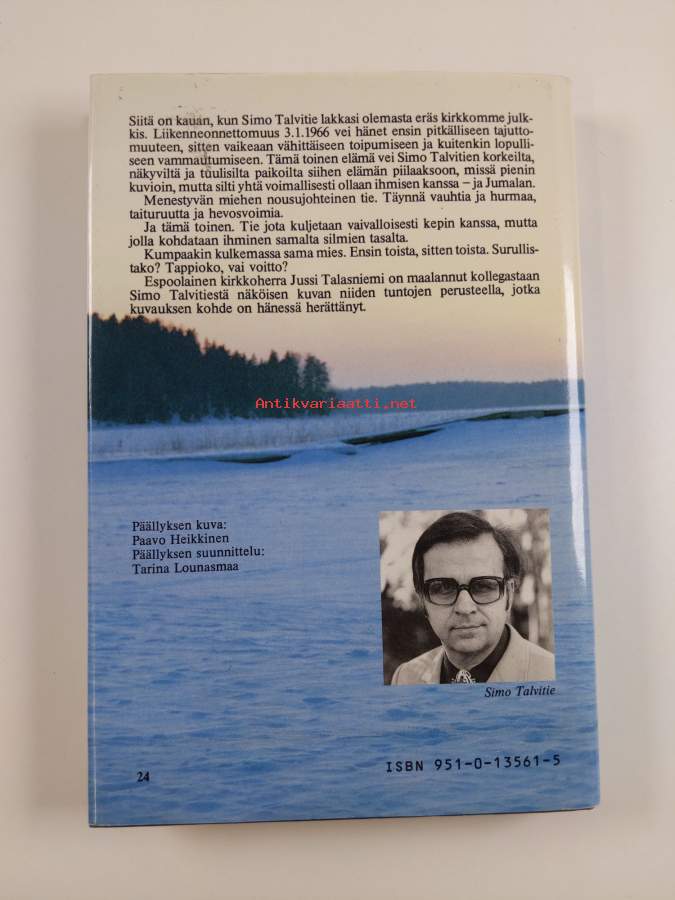 Siitä on kauan, kun Simo Talvitie lakkasi olemasta eräs kirkkomme julk-
kis. Liikenneonnettomuus 3.1.1966 vei hänet ensin pitkälliseen tajutto-
muuteen, sitten vaikeaan vähittäiseen toipumiseen ja kuitenkin lopulli-
seen vammautumiseen. Tämä toinen elämä vei Simo Talvitien korkeilta,
näkyviltä ja tuulisilta paikoilta siihen elämän piilaaksoon, missä pienin
kuvioin, mutta silti yhtä voimallisesti ollaan ihmisen kanssa – ja Jumalan.
Menestyvän miehen nousujohteinen tie. Täynnä vauhtia ja hurmaa,
taituruutta ja hevosvoimia.
Ja tämä toinen. Tie jota kuljetaan vaivalloisesti kepin kanssa, mutta
jolla kohdataan ihminen samalta silmien tasalta.
Kumpaakin kulkemassa sama mies. Ensin toista, sitten toista. Surullis-
tako? Tappioko, vai voitto?
Espoolainen kirkkoherra Jussi Talasniemi on maalannut kollegastaan
Simo Talvitiestä näköisen kuvan niiden tuntojen perusteella, jotka
kuvauksen kohde on hänessä herättänyt.
Antikvariaatti.net
Päällyksen kuva:
Paavo Heikkinen
Päällyksen suunnittelu:
Tarina Lounasmaa
Simo Talvitie
ISBN 951-0-13561-5
24